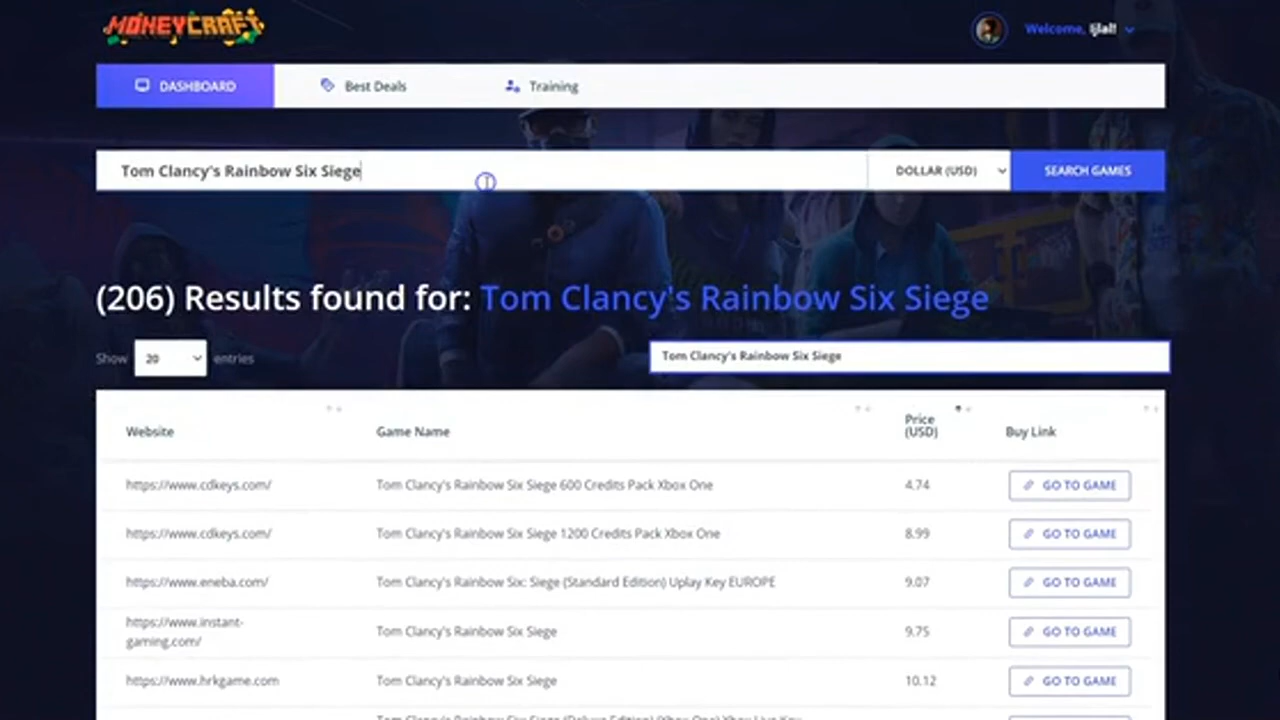 MONEYCRAFT
Welcome, Ijlal!
DASHBOARD
Best Deals
Training
Tom Clancy's Rainbow Six Siege
DOLLAR (USD)
SEARCH GAMES
(206) Results found for: Tom Clancy's Rainbow Six Siege
Show 20 entries
Tom Clancy's Rainbow Six Siege
Website
Game Name
Price
(USD)
Buy Link
https://www.cdkeys.com/ Tom Clancy's Rainbow Six Siege 600 Credits Pack Xbox One 4.74 GO TO GAME
https://www.cdkeys.com/ Tom Clancy's Rainbow Six Siege 1200 Credits Pack Xbox One 8.99 GO TO GAME
https://www.eneba.com/ Tom Clancy's Rainbow Six: Siege (Standard Edition) Uplay Key EUROPE 9.07 GO TO GAME
https://www.instant-
gaming.com/
Tom Clancy's Rainbow Six Siege 9.75 GO TO GAME
https://www.hrkgame.com Tom Clancy's Rainbow Six Siege 10.12 GO TO GAME